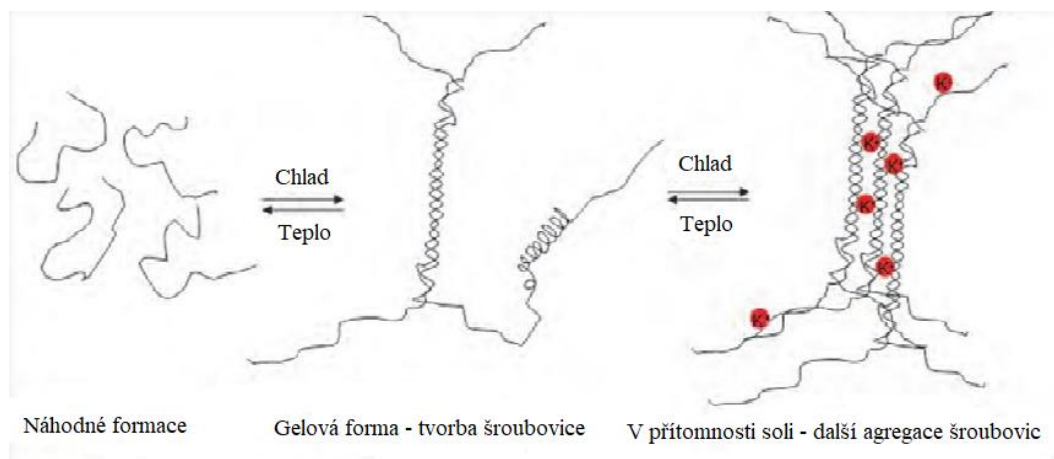 Chlad
Teplo
Chlad
Teplo
K
K
K
K
K
K
Náhodné formace
Gelová forma - tvorba šroubovice
V přítomnosti soli - další agregace šroubovic